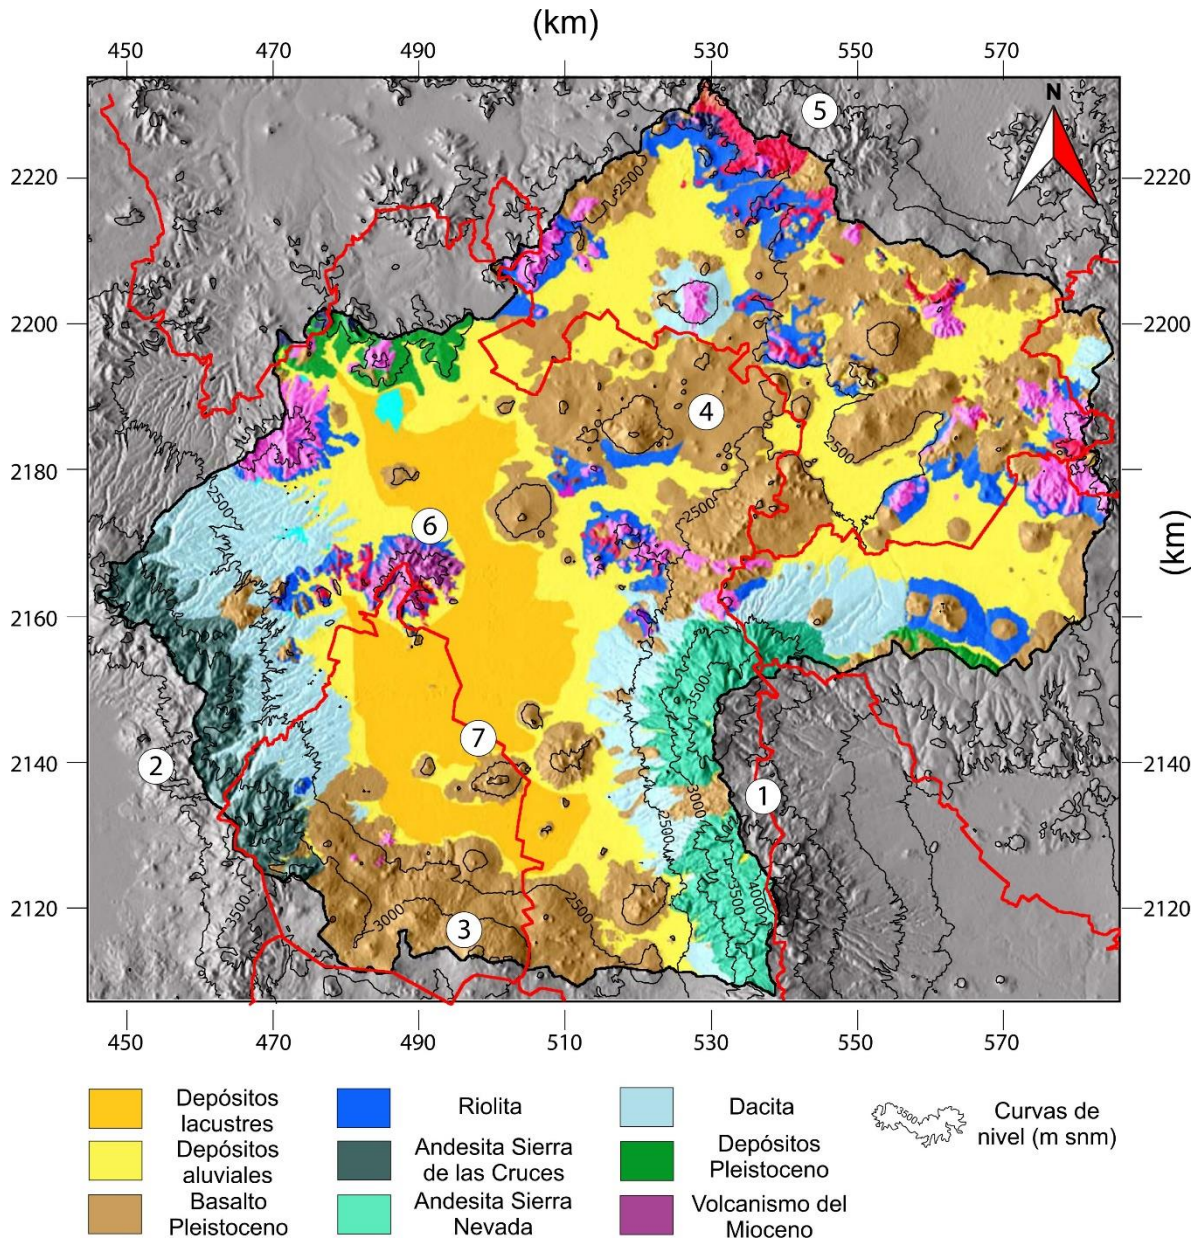 (km)
450 470 490 510 530 550 570
N
5
2220 2220
2500
3500
2200 2200
4
2500
2180
2500
2500
6
(km)
2160
3500
7
2140 2140
2
1
3000
2500
3500
4000
3500
3000
2500
2120 2120
3
450 470 490 510 530 550 570
Depósitos lacustres
Riolita
Dacita
3500
Curvas de nivel (m snm)
Depósitos aluviales
Andesita Sierra de las Cruces
Depósitos Pleistoceno
Basalto Pleistoceno
Andesita Sierra Nevada
Volcanismo del Mioceno